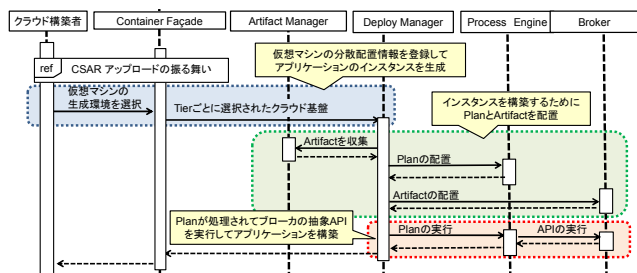 クラウド構築者
Container Façade
Artifact Manager
Deploy Manager
Process Engine
Broker
ref
CSAR アップロードの振る舞い
仮想マシンの分散配置情報を登録して
アプリケーションのインスタンスを生成
仮想マシンの
生成環境を選択
Tierごとに選択されたクラウド基盤
インスタンスを構築するために
PlanとArtifactを配置
Artifactを収集
Planの配置
Artifactの配置
Planが処理されてブローカの抽象API
を実行してアプリケーションを構築
Planの実行
APIの実行